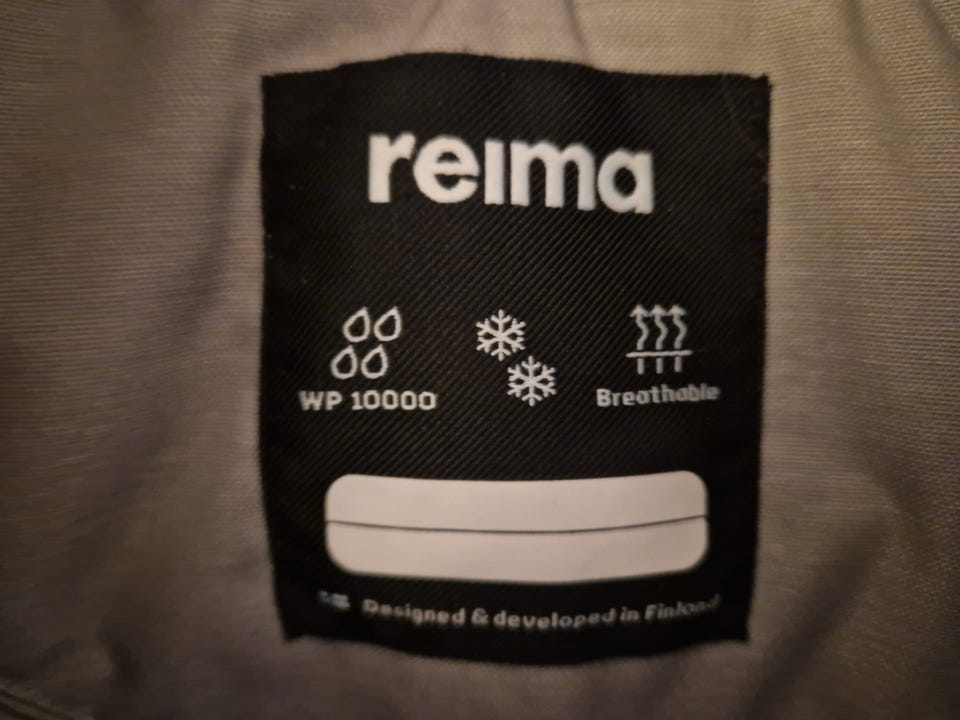 reima
WP 10000
Breathable
Designed & developed in Finland